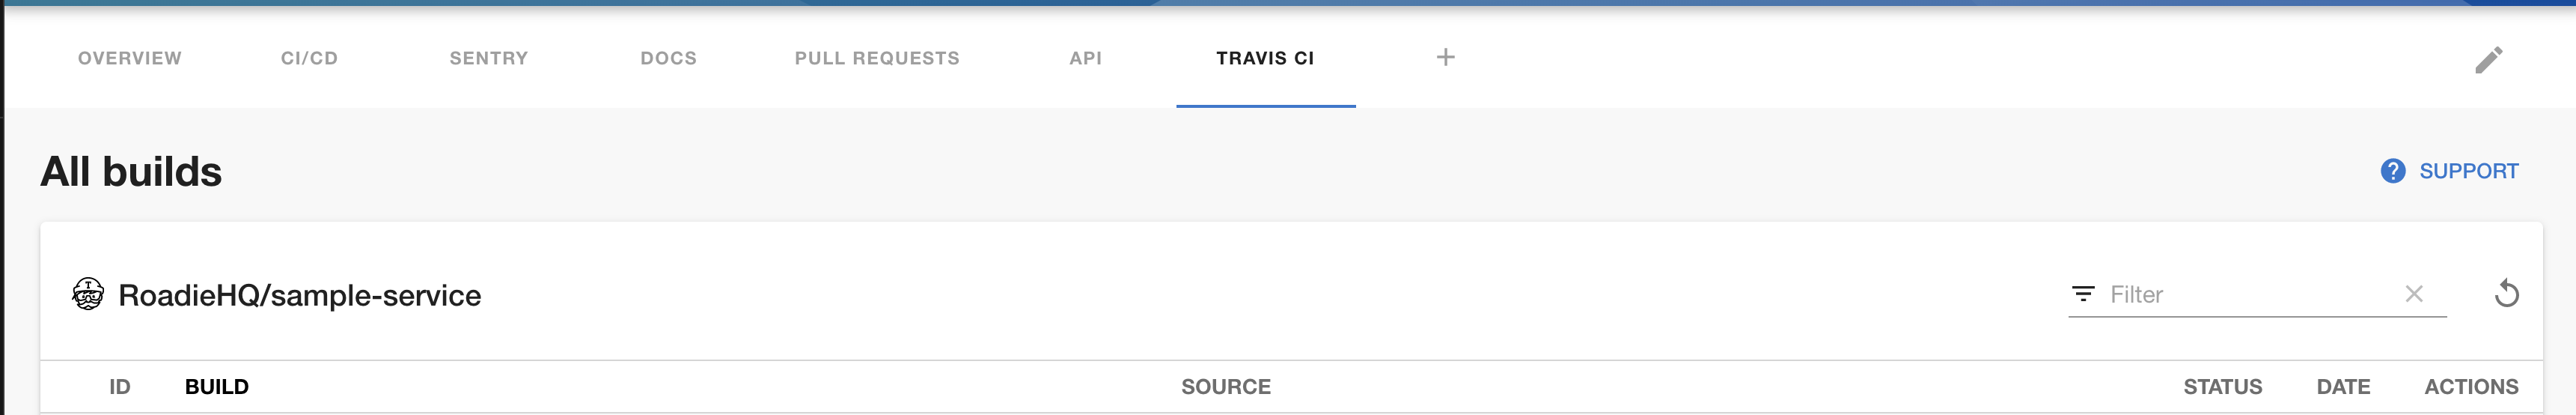 OVERVIEW CI/CD SENTRY DOCS PULL REQUESTS API TRAVIS CI +
All builds
SUPPORT
RoadieHQ/sample-service
Filter
ID BUILD SOURCE STATUS DATE ACTIONS